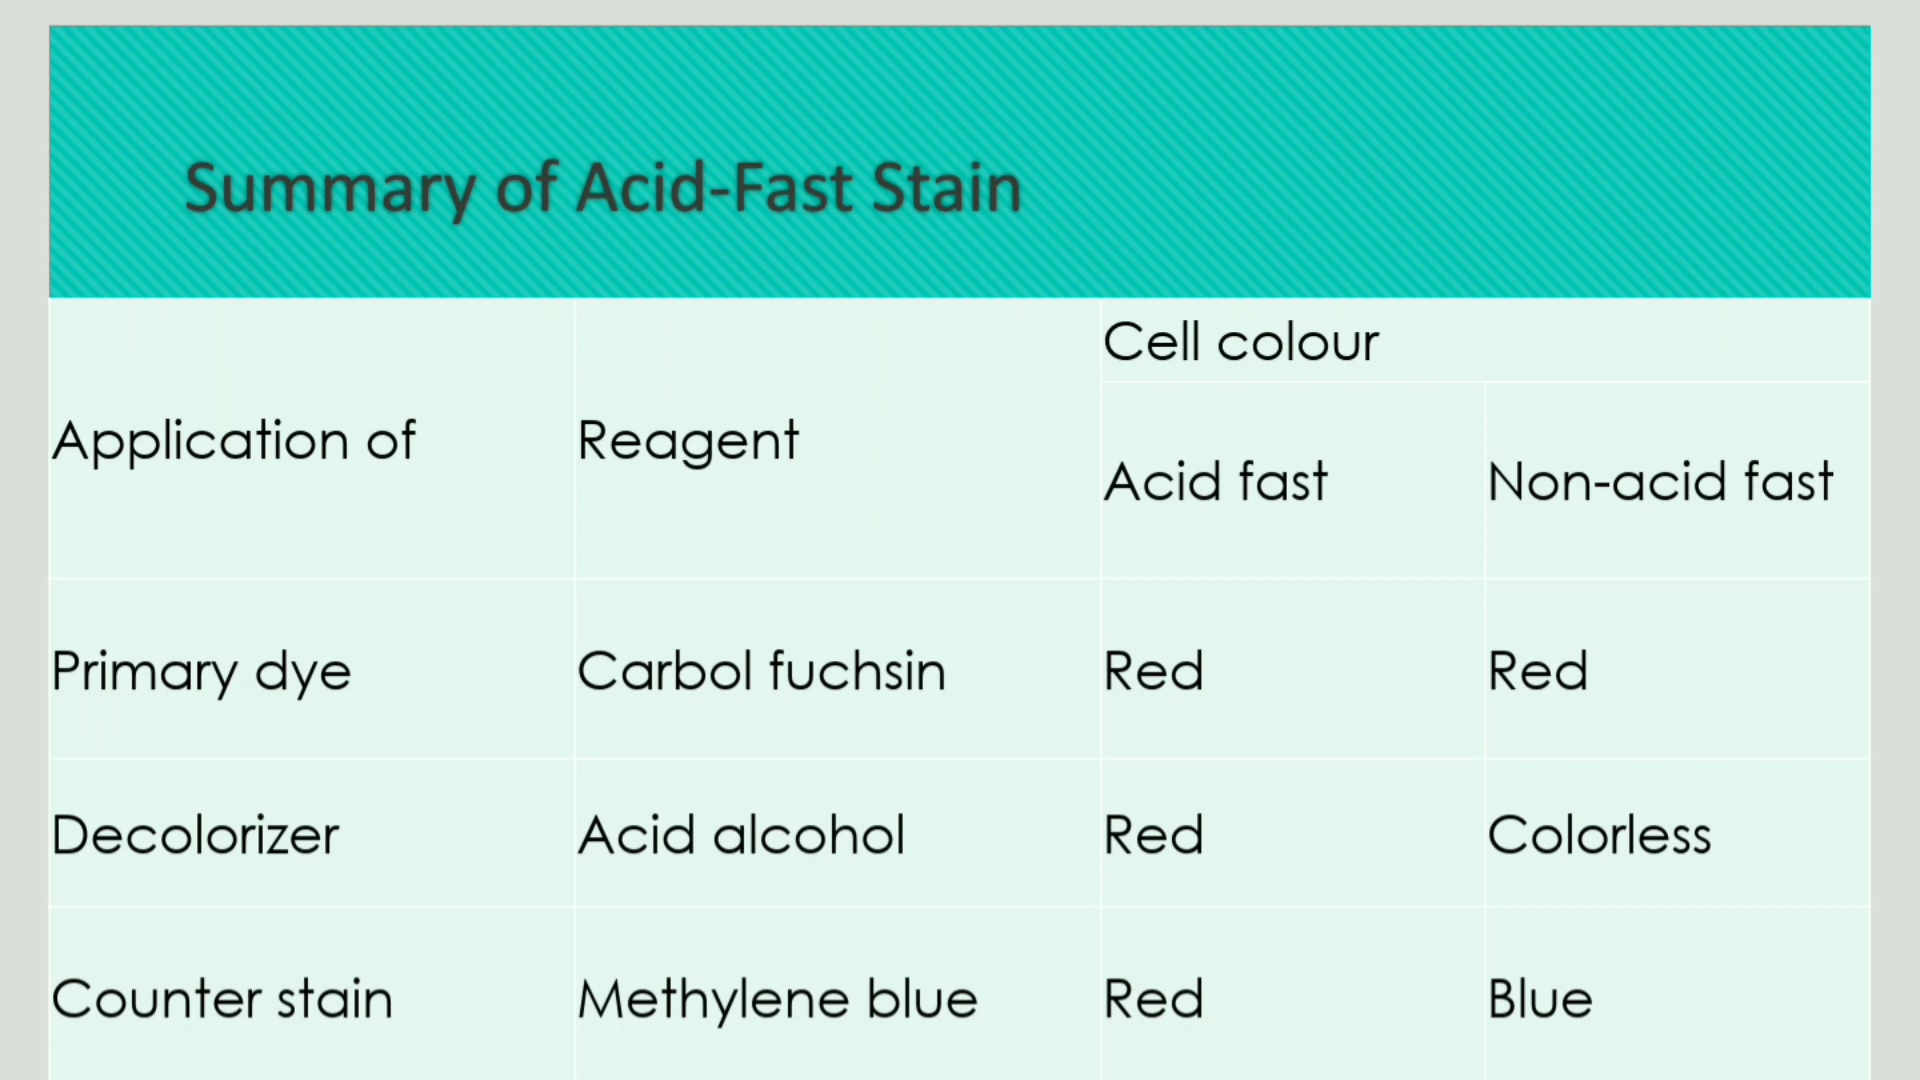 Summary of Acid-Fast Stain
Application of
Reagent
Cell colour
Acid fast
Non-acid fast
Primary dye
Carbol fuchsin
Red
Red
Decolorizer
Acid alcohol
Red
Colorless
Counter stain
Methylene blue
Red
Blue